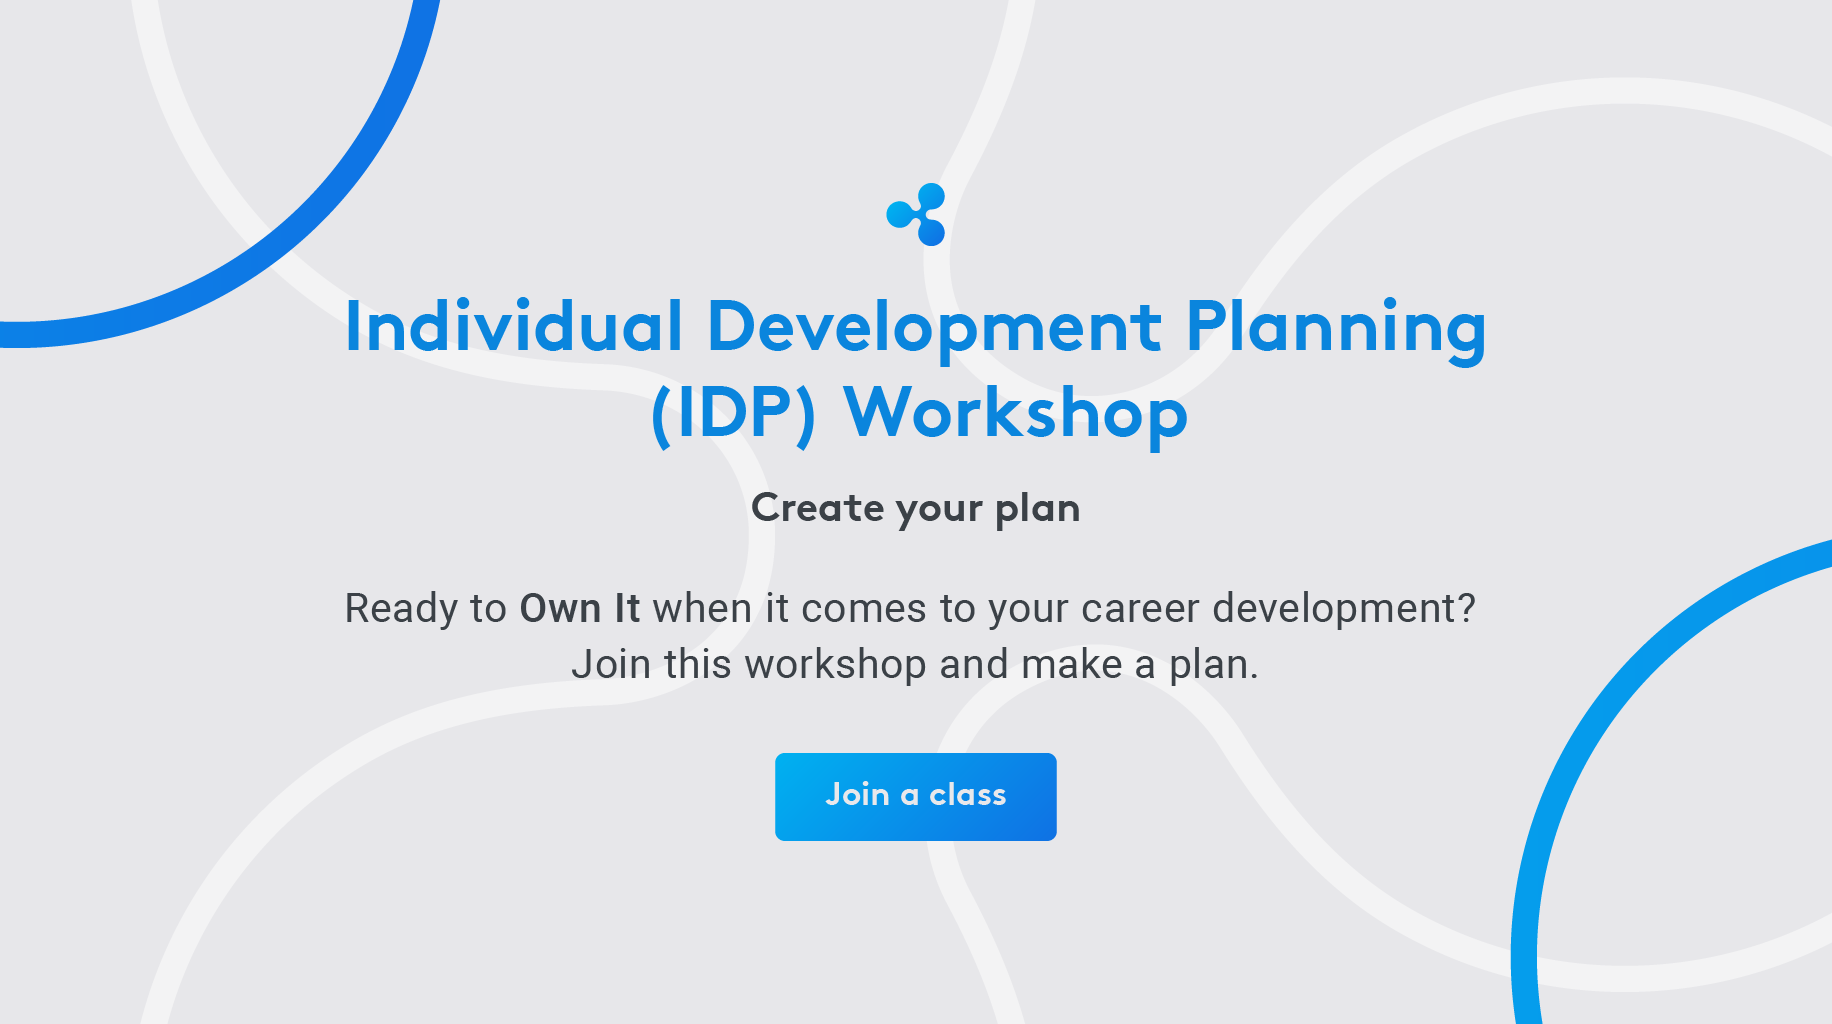 Individual Development Planning
(IDP) Workshop
Create your plan
Ready to Own It when it comes to your career development?
Join this workshop and make a plan.
Join a class